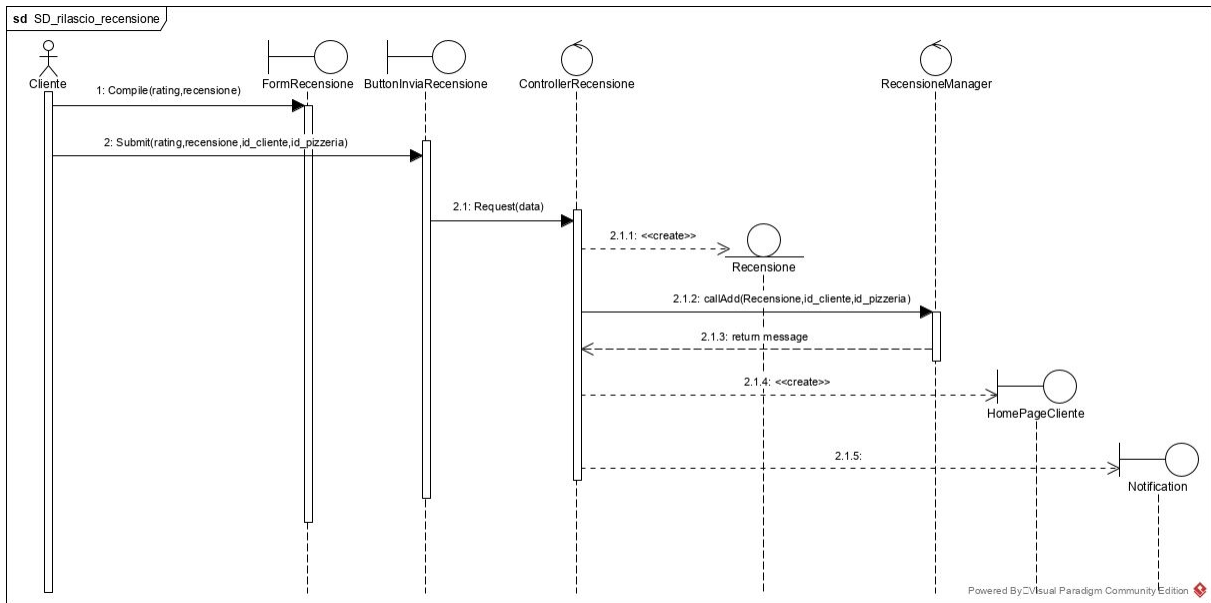 sd SD_rilascio_recensione
Cliente
FormRecensione
ButtonInviaRecensione
ControllerRecensione
RecensioneManager
1: Compile(rating,recensione)
2: Submit(rating,recensione,id_cliente,id_pizzeria)
2.1: Request(data)
2.1.1: <<create>>
Recensione
2.1.2: callAdd(Recensione,id_cliente,id_pizzeria)
2.1.3: return message
2.1.4: <<create>>
HomePageCliente
2.1.5:
Notification
Powered By Visual Paradigm Community Edition